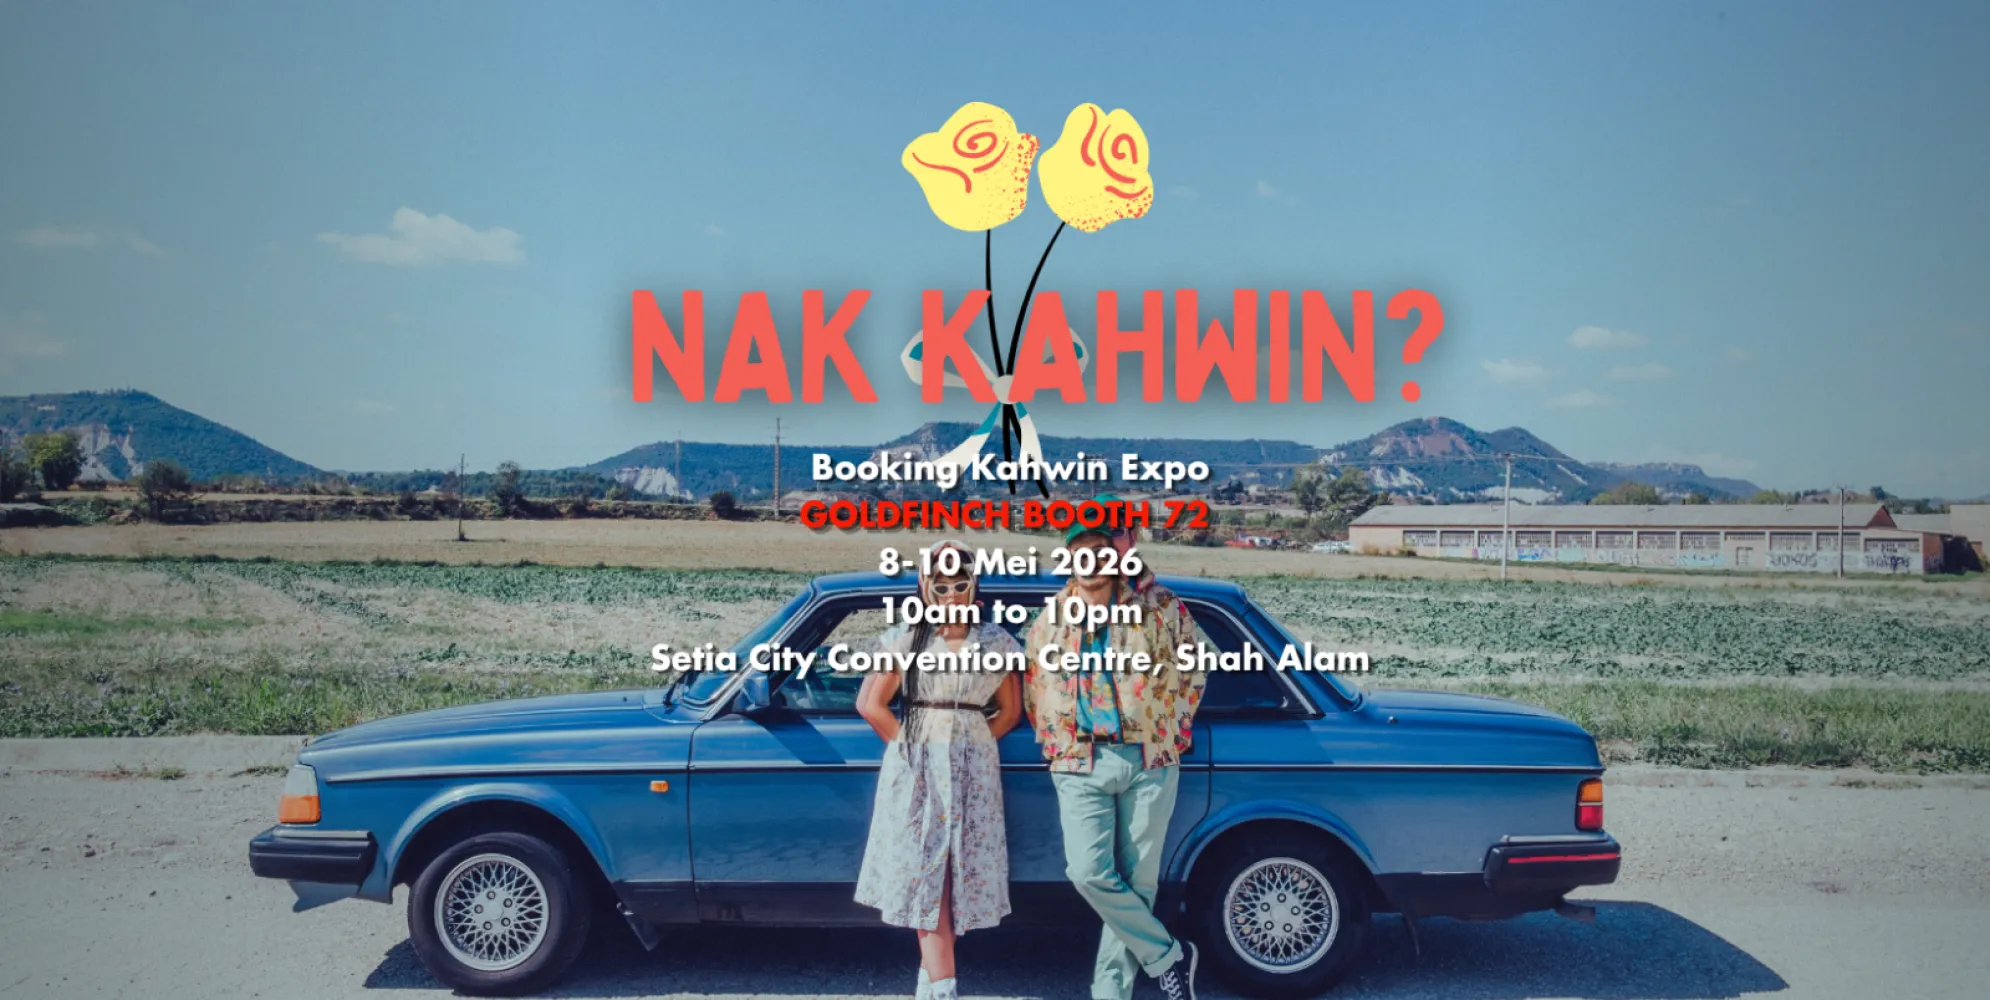 NAK KAHWIN?
Booking Kahwin Expo
GOLDFINCH BOOTH 72
8-10 Mei 2026
10am to 10pm
Setia City Convention Centre, Shah Alam